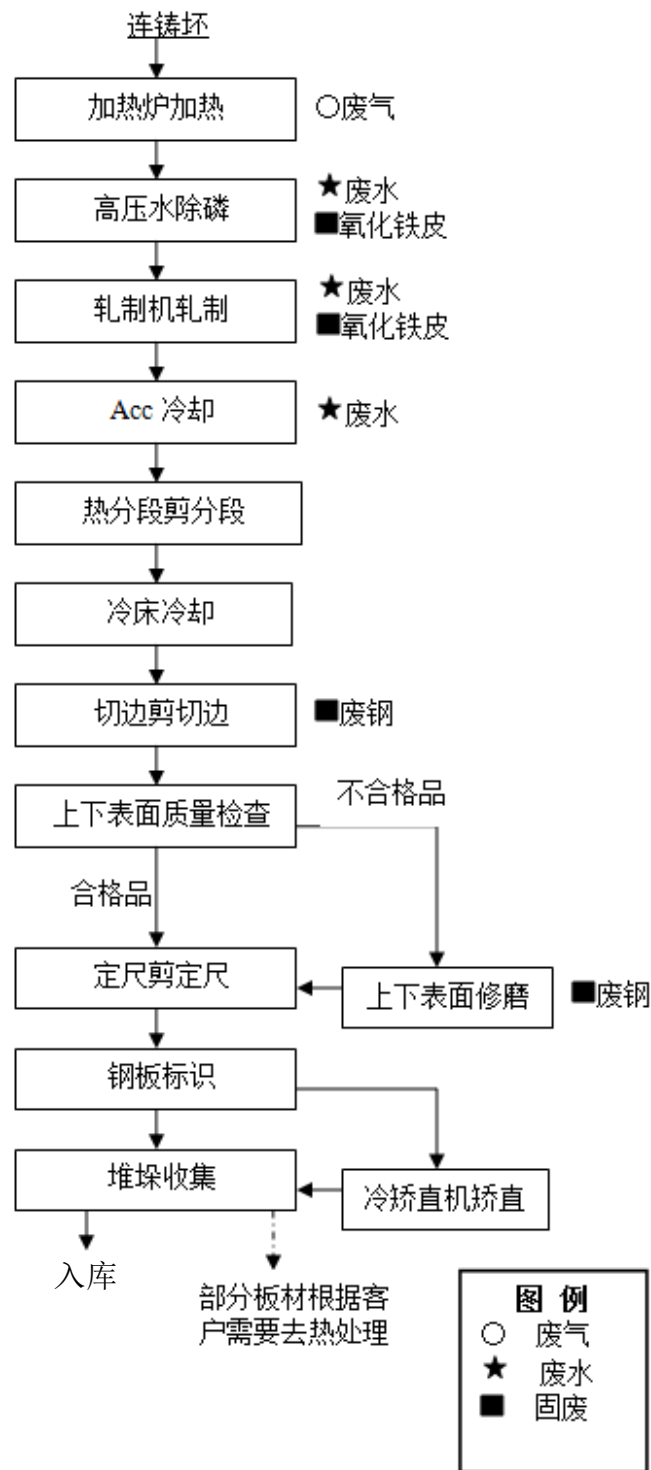 连铸坯
加热炉加热
○废气
高压水除磷
★废水
■氧化铁皮
轧制机轧制
★废水
■氧化铁皮
Acc 冷却
★废水
热分段剪分段
冷床冷却
切边剪切边
■废钢
上下表面质量检查
不合格品
合格品
定尺剪定尺
上下表面修磨
■废钢
钢板标识
堆垛收集
冷矫直机矫直
入库
部分板材根据客
户需要去热处理
图 例
○ 废气
★ 废水
■ 固废